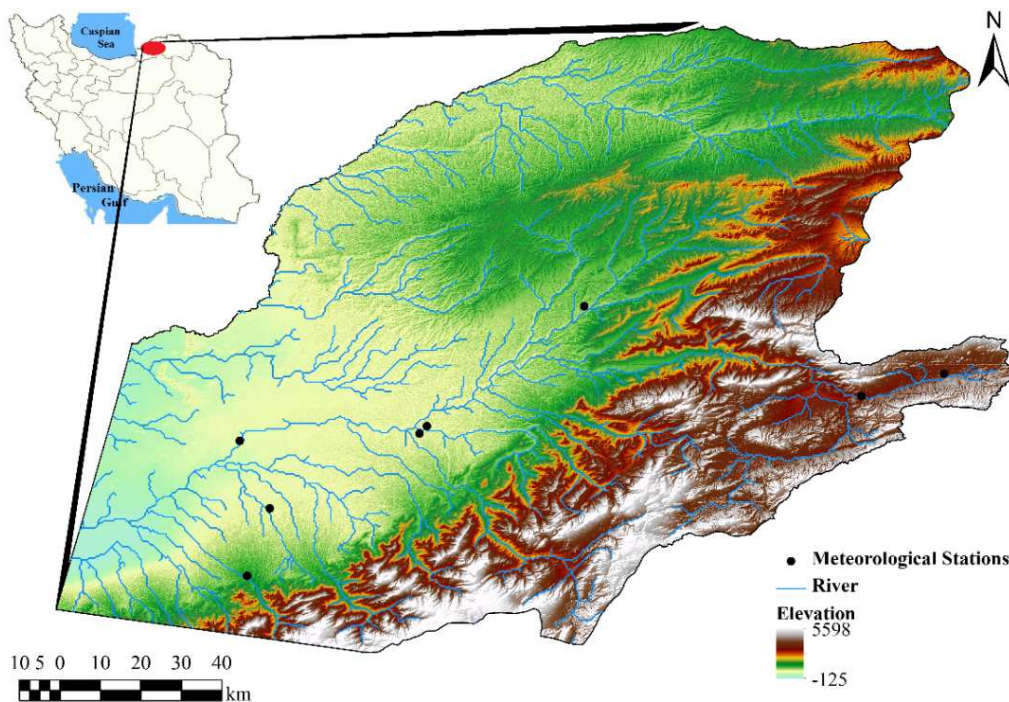 Caspian
Sea
Persian
Gulf
N
Meteorological Stations
River
Elevation
5598
-125
10 5 0 10 20 30 40
km